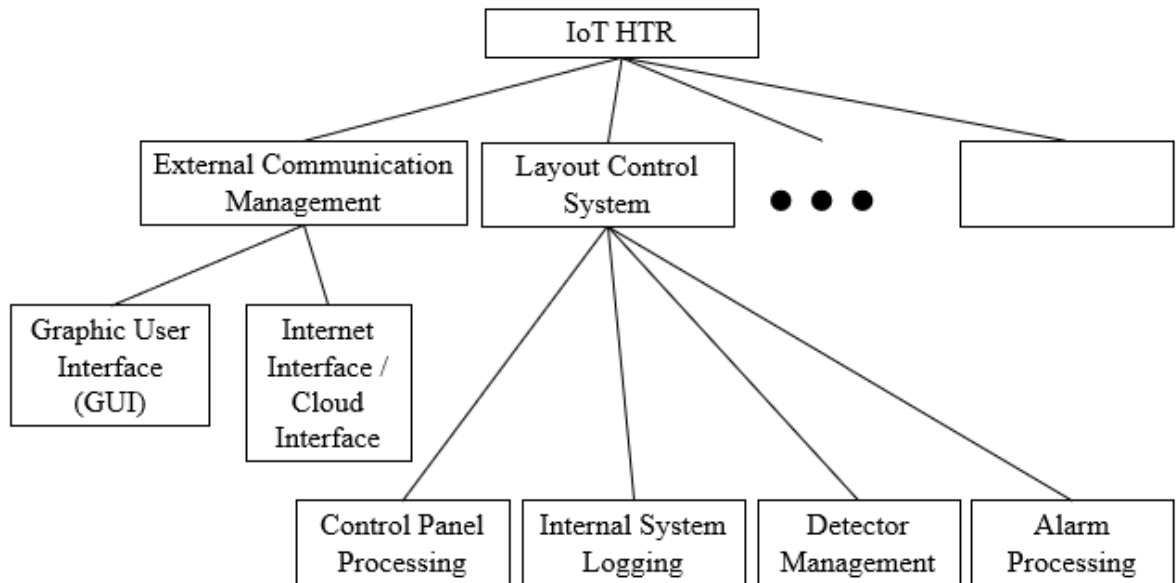 IoT HTR
External Communication
Management
Layout Control
System
Graphic User
Interface
(GUI)
Internet
Interface /
Cloud
Interface
Control Panel
Processing
Internal System
Logging
Detector
Management
Alarm
Processing